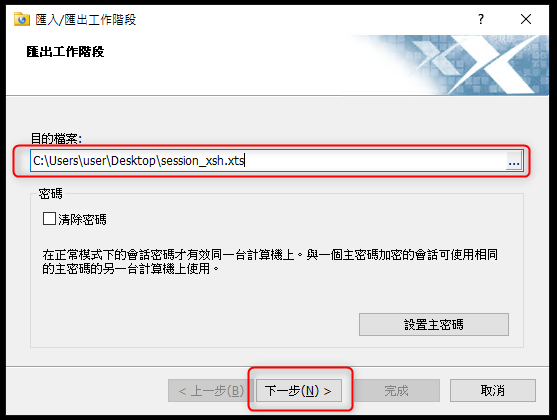 匯入/匯出工作階段
匯出工作階段
目的檔案:
C:\Users\user\Desktop\session_xsh.xts
...
密碼
清除密碼
在正常模式下的會話密碼才有效同一台計算機上。與一個主密碼加密的會話可使用相同
的主密碼的另一台計算機上使用。
設置主密碼
< 上一步(B) 下一步(N) > 完成 取消